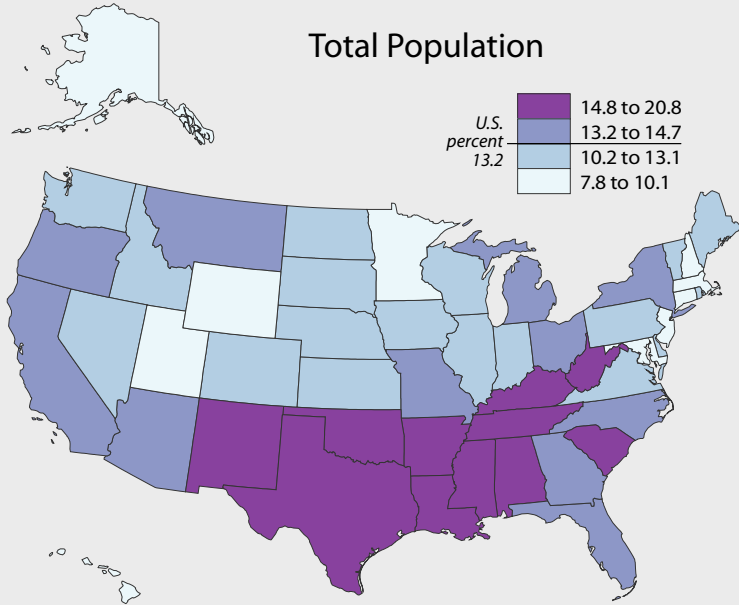 Total Population
U.S.
percent
13.2
14.8 to 20.8
13.2 to 14.7
10.2 to 13.1
7.8 to 10.1